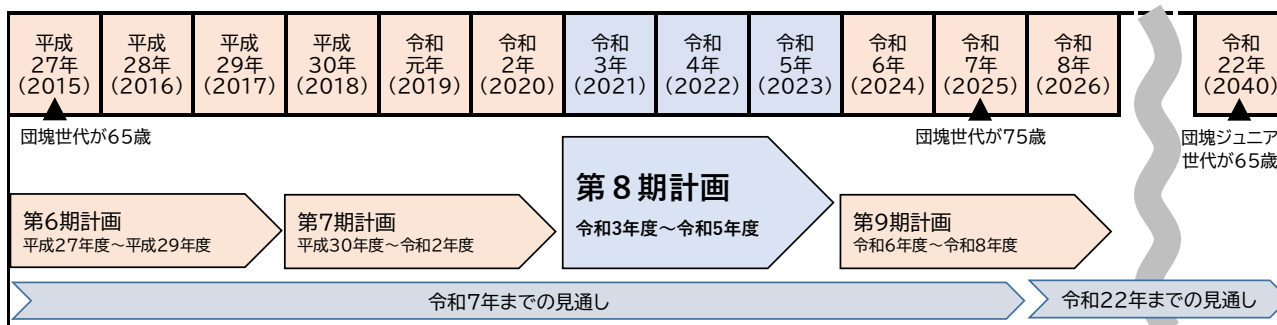 平成
27年
(2015)
平成
28年
(2016)
平成
29年
(2017)
平成
30年
(2018)
令和
元年
(2019)
令和
2年
(2020)
令和
3年
(2021)
令和
4年
(2022)
令和
5年
(2023)
令和
6年
(2024)
令和
7年
(2025)
令和
8年
(2026)
令和
22年
(2040)
団塊世代が65歳
団塊世代が75歳
団塊ジュニア
世代が65歳
第6期計画
平成27年度～平成29年度
第7期計画
平成30年度～令和2年度
第8期計画
令和3年度～令和5年度
第9期計画
令和6年度～令和8年度
令和7年までの見通し
令和22年までの見通し